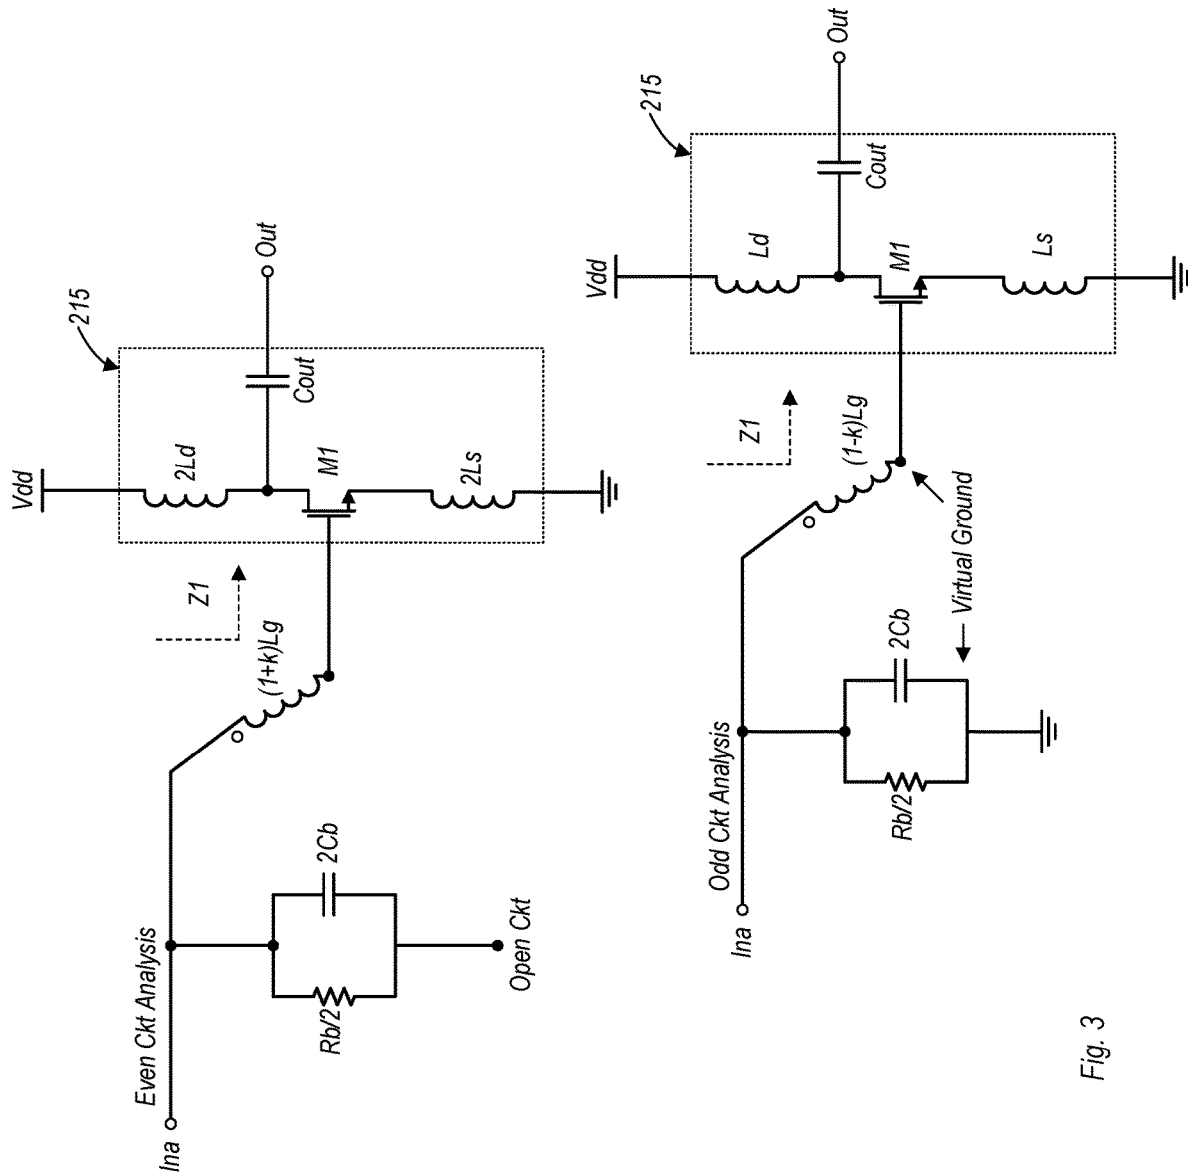 Even Ckt Analysis
Ina
Rb/2
2Cb
Open Ckt
(1+k)Lg
Z1
215
Vdd
2Ld
M1
2Ls
Cout
Out
Odd Ckt Analysis
Ina
Rb/2
2Cb
Virtual Ground
(1-k)Lg
Z1
215
Vdd
Ld
M1
Ls
Cout
Out
Fig. 3